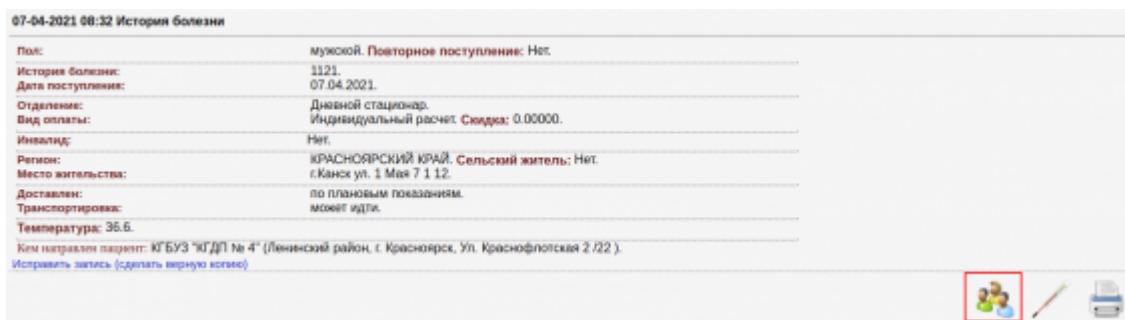 07-04-2021 08:32 История болезни
Пол: мужской. Повторное поступление: Нет.
История болезни: 1121.
Дата поступления: 07.04.2021.
Отделение: Дневной стационар.
Вид оплаты: Индивидуальный расчет. Скидка: 0.00000.
Инвалид: Нет.
Регион: КРАСНОЯРСКИЙ КРАЙ. Сельский житель: Нет.
Место жительства: г.Канск ул. 1 Мая 7 1 12.
Доставлен: по плановым показаниям.
Транспортировка: может идти.
Температура: 36.6.
Кем направлен пациент: КГБУЗ "КГДП № 4" (Ленинский район, г. Красноярск, Ул. Краснофлотская 2 /22 ).
Исправить запись (сделать верную копию)